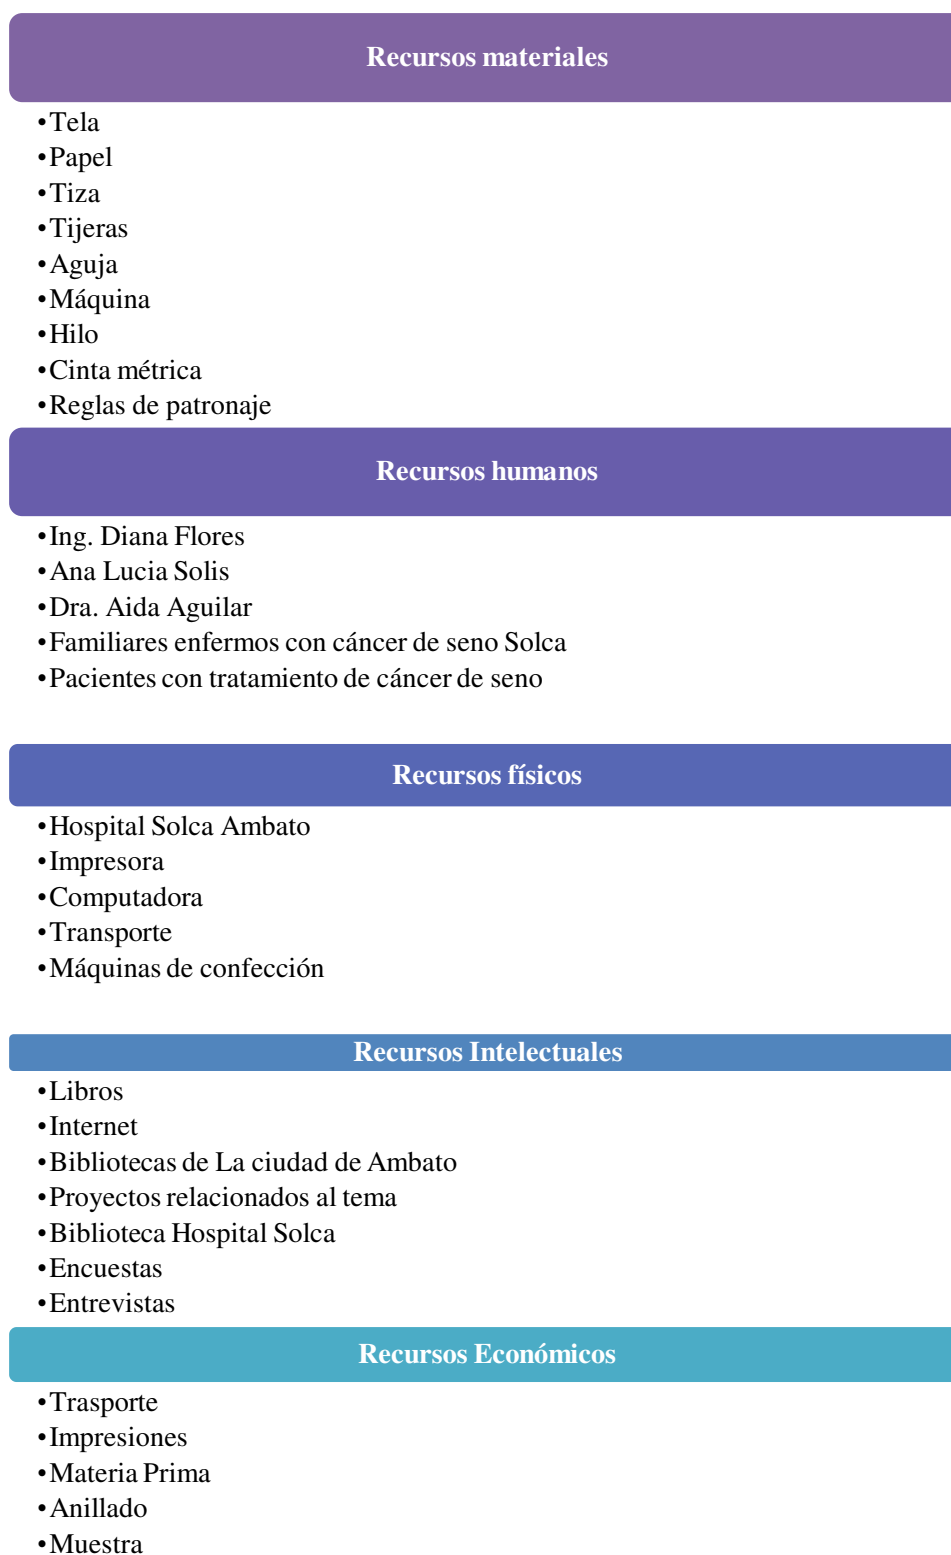 Recursos materiales
•Tela
•Papel
•Tiza
•Tijeras
•Aguja
•Máquina
•Hilo
•Cinta métrica
•Reglas de patronaje
Recursos humanos
•Ing. Diana Flores
•Ana Lucia Solis
•Dra. Aida Aguilar
•Familiares enfermos con cáncer de seno Solca
•Pacientes con tratamiento de cáncer de seno
Recursos físicos
•Hospital Solca Ambato
•Impresora
•Computadora
•Transporte
•Máquinas de confección
Recursos Intelectuales
•Libros
•Internet
•Bibliotecas de La ciudad de Ambato
•Proyectos relacionados al tema
•Biblioteca Hospital Solca
•Encuestas
•Entrevistas
Recursos Económicos
•Trasporte
•Impresiones
•Materia Prima
•Anillado
•Muestra